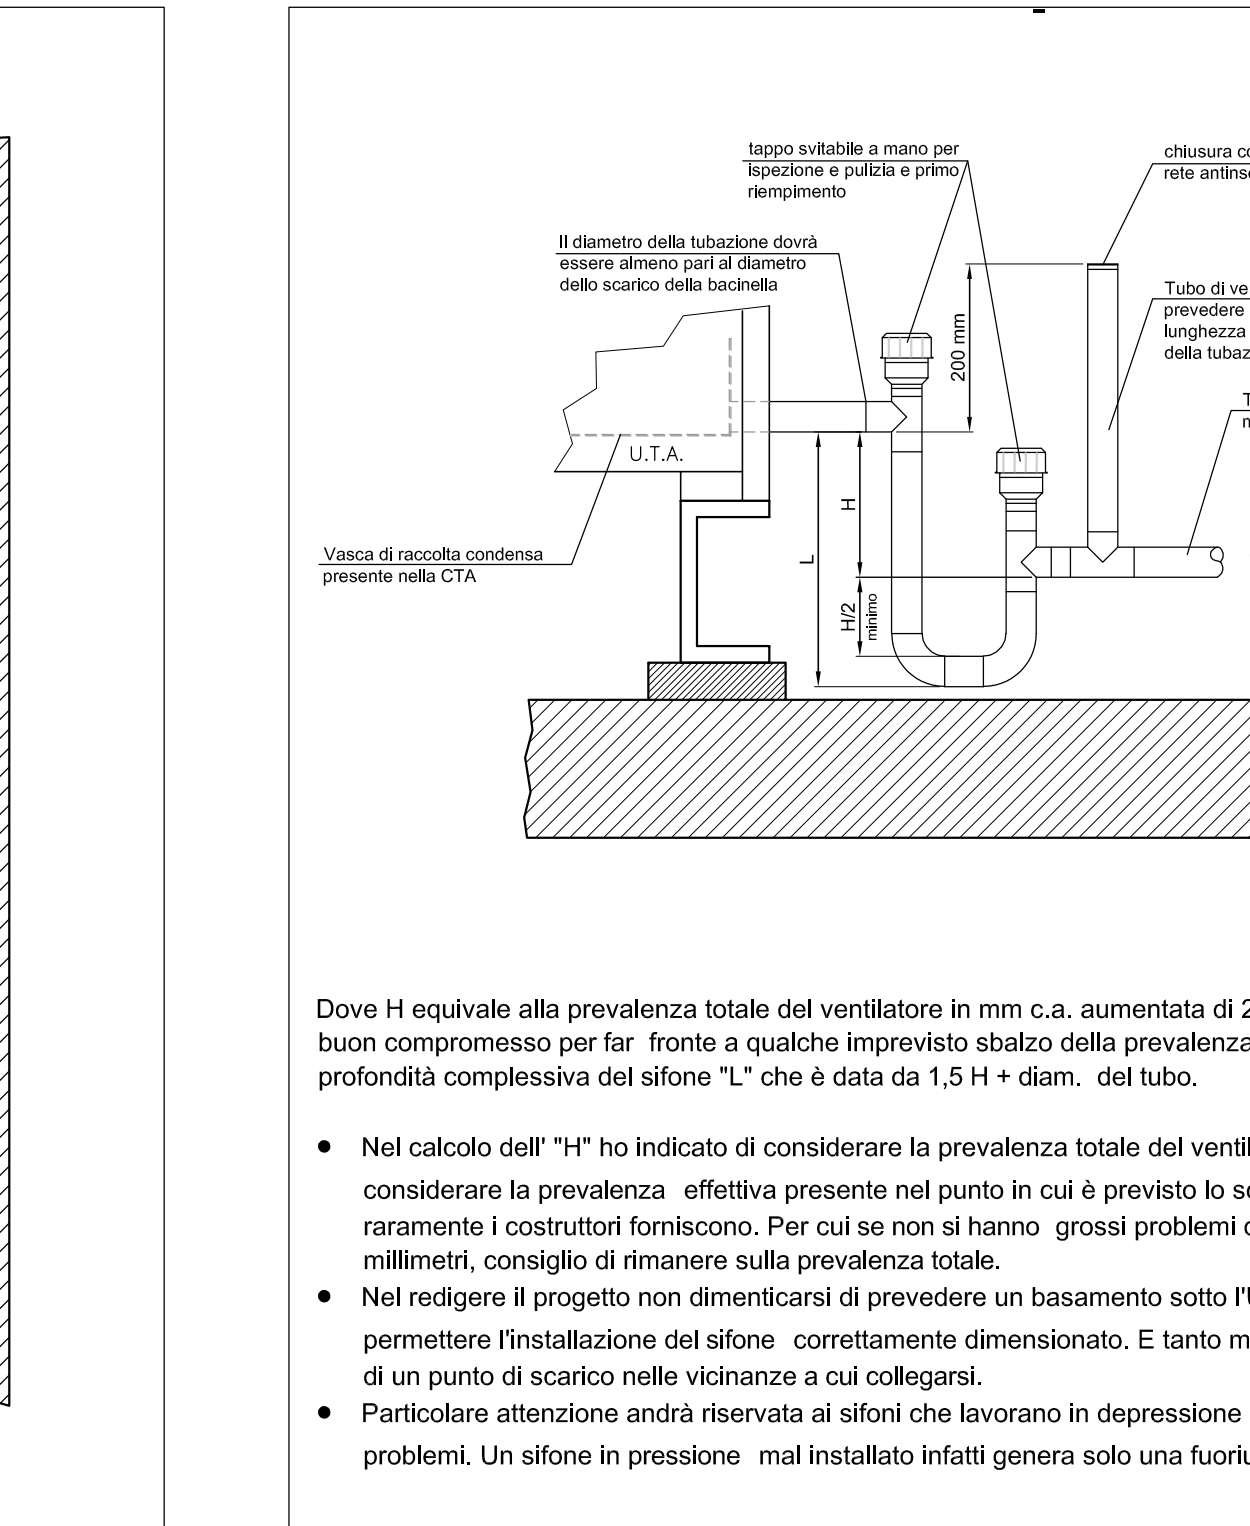 tappo svitabile a mano per
ispezione e pulizia e primo
riempimento
chiusura
rete
Il diametro della tubazione dovrà
essere almeno pari al diametro
dello scarico della bacinella
Tubo di
prevedere
lunghezza
della
200 mm
U.T.A.
H
L
H/2
minimo
Vasca di raccolta condensa
presente nella CTA
Dove H equivale alla prevalenza totale del ventilatore in mm c.a. aumentata di
buon compromesso per far fronte a qualche imprevisto sbalzo della prevalenza
profondità complessiva del sifone "L" che è data da 1,5 H + diam. del tubo.
● Nel calcolo dell' "H" ho indicato di considerare la prevalenza totale del
considerare la prevalenza effettiva presente nel punto in cui è previsto lo
raramente i costruttori forniscono. Per cui se non si hanno grossi problemi
millimetri, consiglio di rimanere sulla prevalenza totale.
● Nel redigere il progetto non dimenticarsi di prevedere un basamento sotto
permettere l'installazione del sifone correttamente dimensionato. E tanto
di un punto di scarico nelle vicinanze a cui collegarsi.
● Particolare attenzione andrà riservata ai sifoni che lavorano in depressione
problemi. Un sifone in pressione mal installato infatti genera solo una